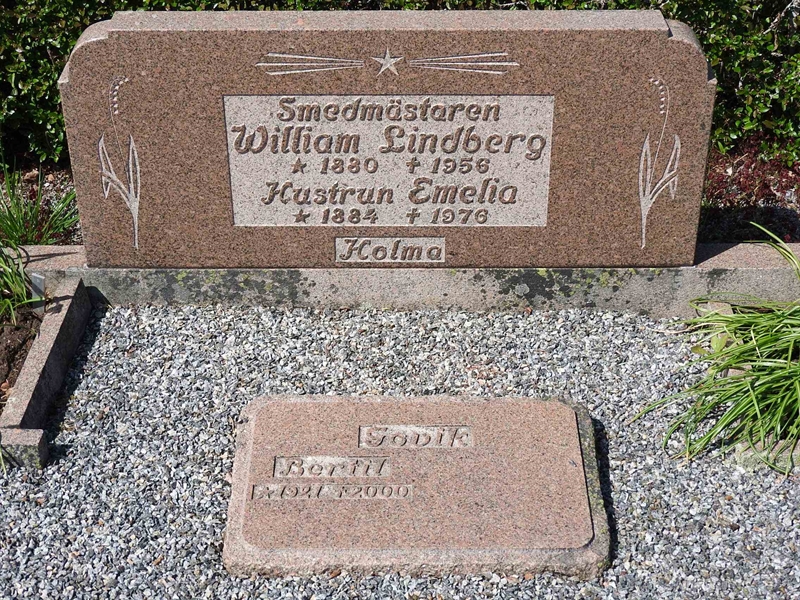 Smedmästaren
William Lindberg
★ 1880 † 1956
Hustrun Emelia
★ 1884 † 1976
Holma
Bertil
★ 1921 † 2000